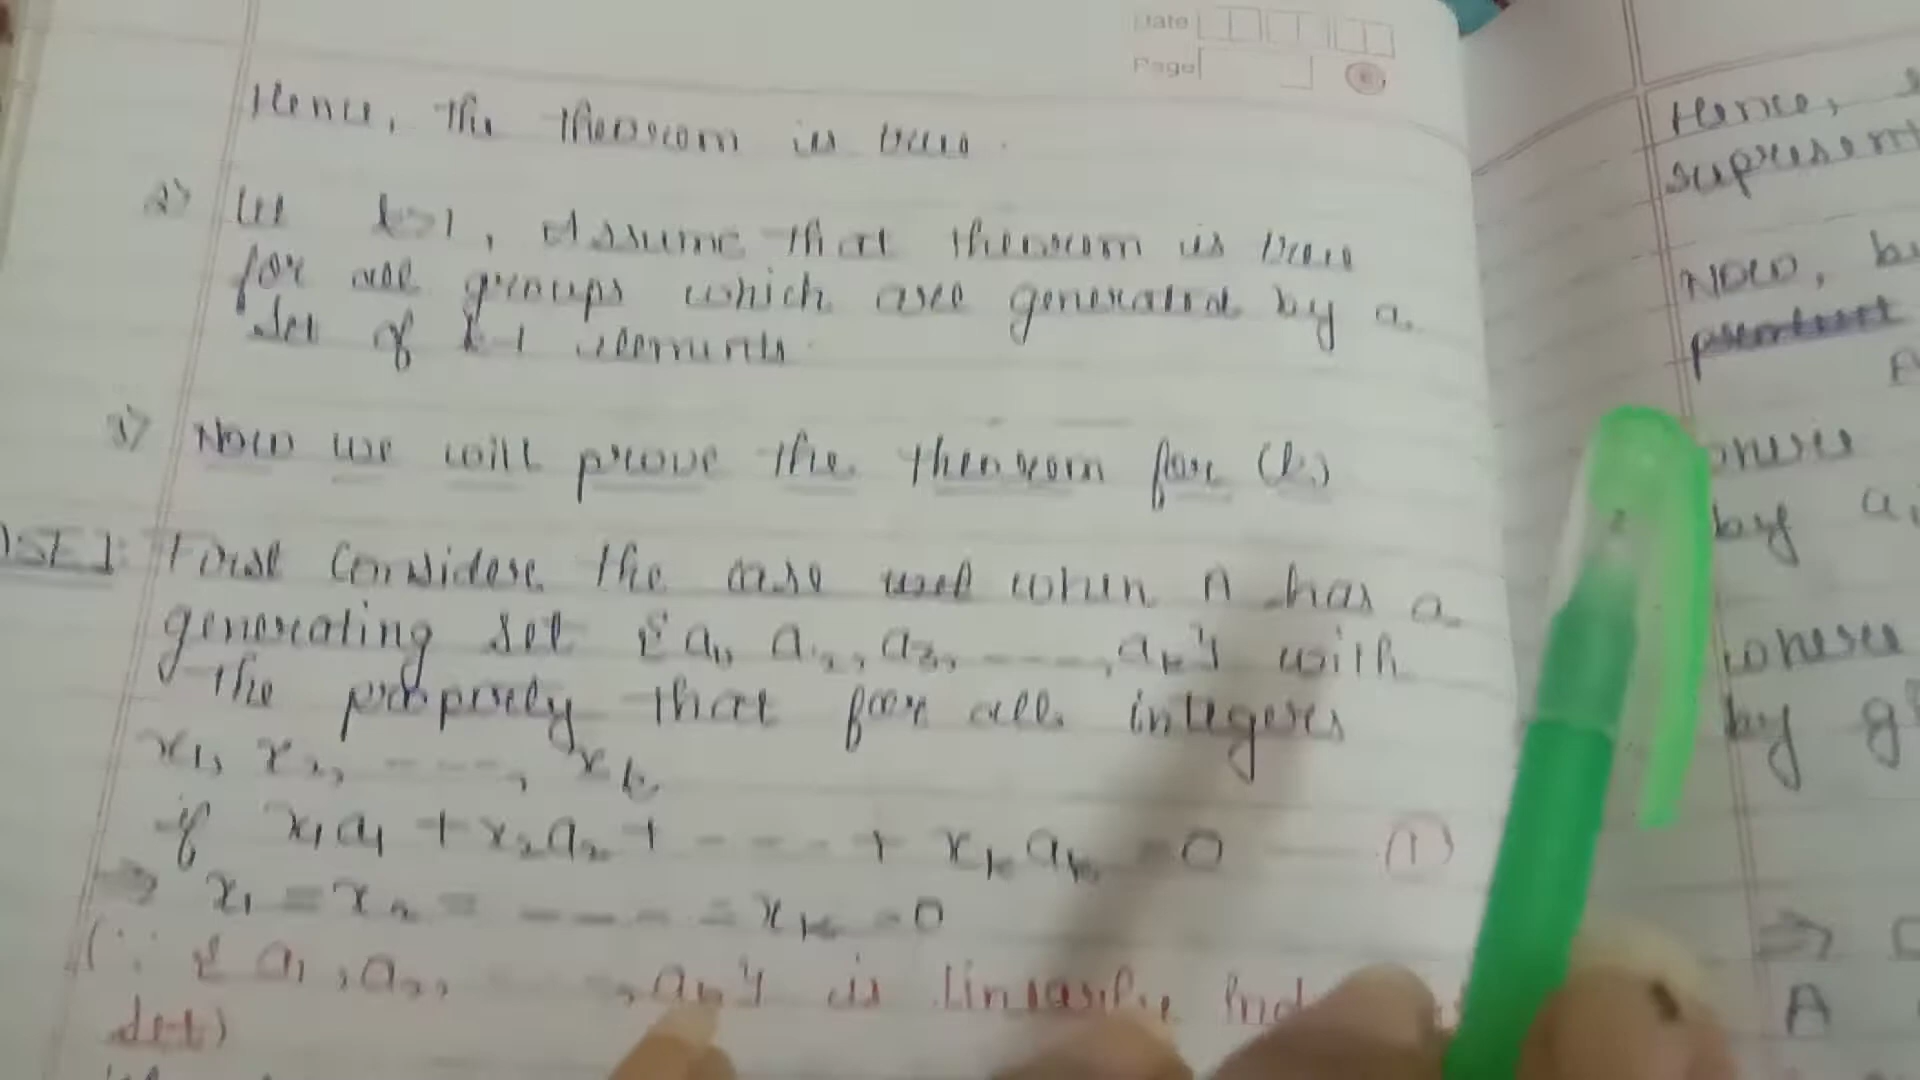 Date
Page
Hence, The theorem is true.
2) Let k>1, Assume that theorem is true
for all groups which are generated by a
set of k-1 elements.
3) Now we will prove the theorem for (k)
CASE I: First Consider the case when A has a
generating set {a1, a2, a3, ----, ak} with
the property that for all integers
x1, x2, ----, xk
if x1a1 + x2a2 + ---- + xkak = 0 (1)
⇒ x1 = x2 = ---- = xk = 0
(∵ {a1, a2, ----, ak} is linearly
set)
Hence,
Now,
where
by
where
by
⇒
A